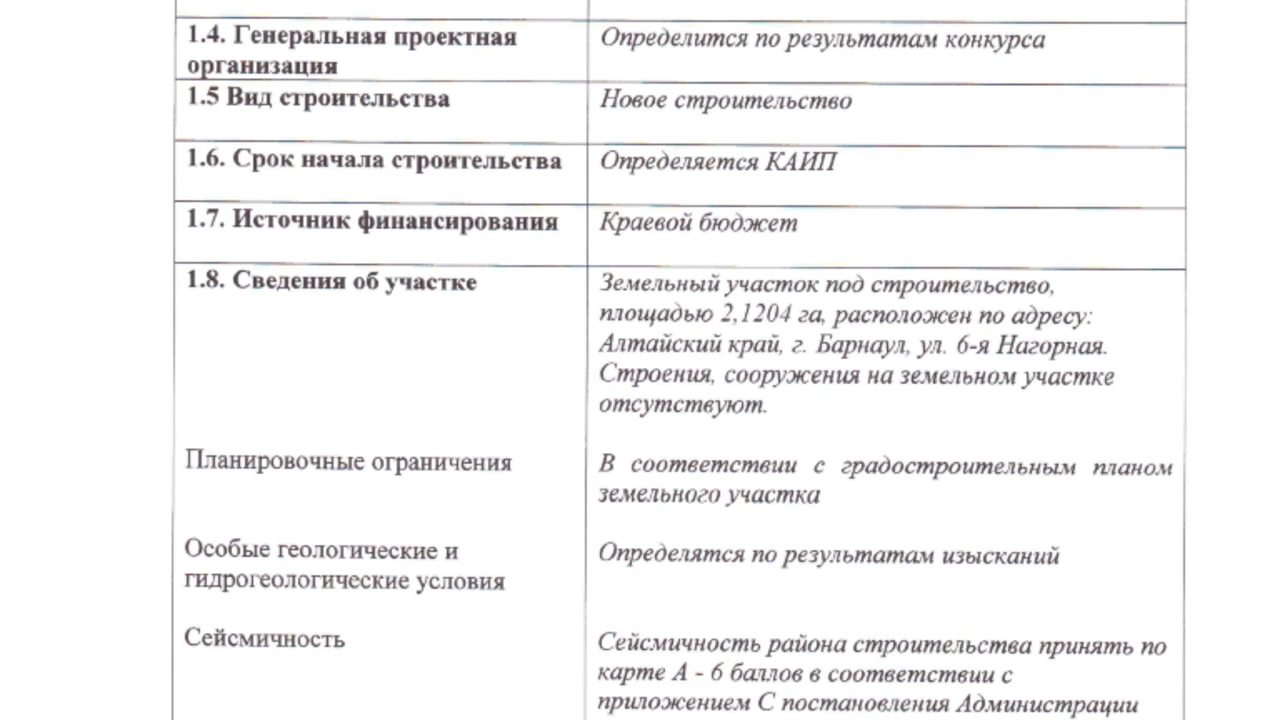 1.4. Генеральная проектная
организация
Определится по результатам конкурса
1.5 Вид строительства
Новое строительство
1.6. Срок начала строительства
Определяется КАИП
1.7. Источник финансирования
Краевой бюджет
1.8. Сведения об участке
Земельный участок под строительство,
площадью 2,1204 га, расположен по адресу:
Алтайский край, г. Барнаул, ул. 6-я Нагорная.
Строения, сооружения на земельном участке
отсутствуют.
Планировочные ограничения
В соответствии с градостроительным планом
земельного участка
Особые геологические и
гидрогеологические условия
Определятся по результатам изысканий
Сейсмичность
Сейсмичность района строительства принять по
карте А - 6 баллов в соответствии с
приложением С постановления Администрации